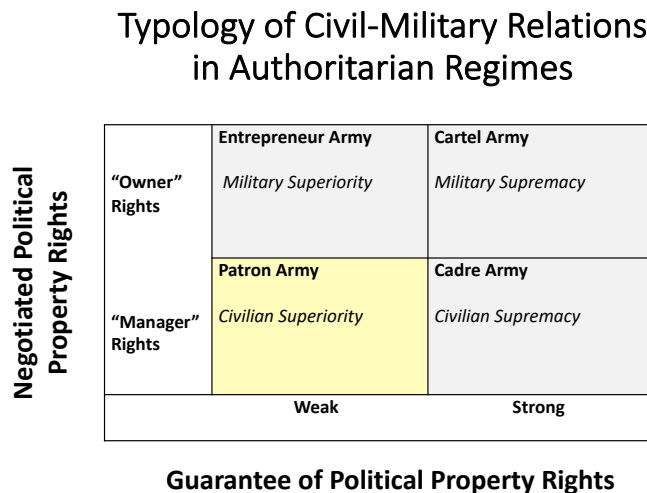 Typology of Civil-Military Relations
in Authoritarian Regimes
Negotiated Political
Property Rights
“Owner”
Rights
Entrepreneur Army
Military Superiority
Cartel Army
Military Supremacy
“Manager”
Rights
Patron Army
Civilian Superiority
Cadre Army
Civilian Supremacy
Weak
Strong
Guarantee of Political Property Rights